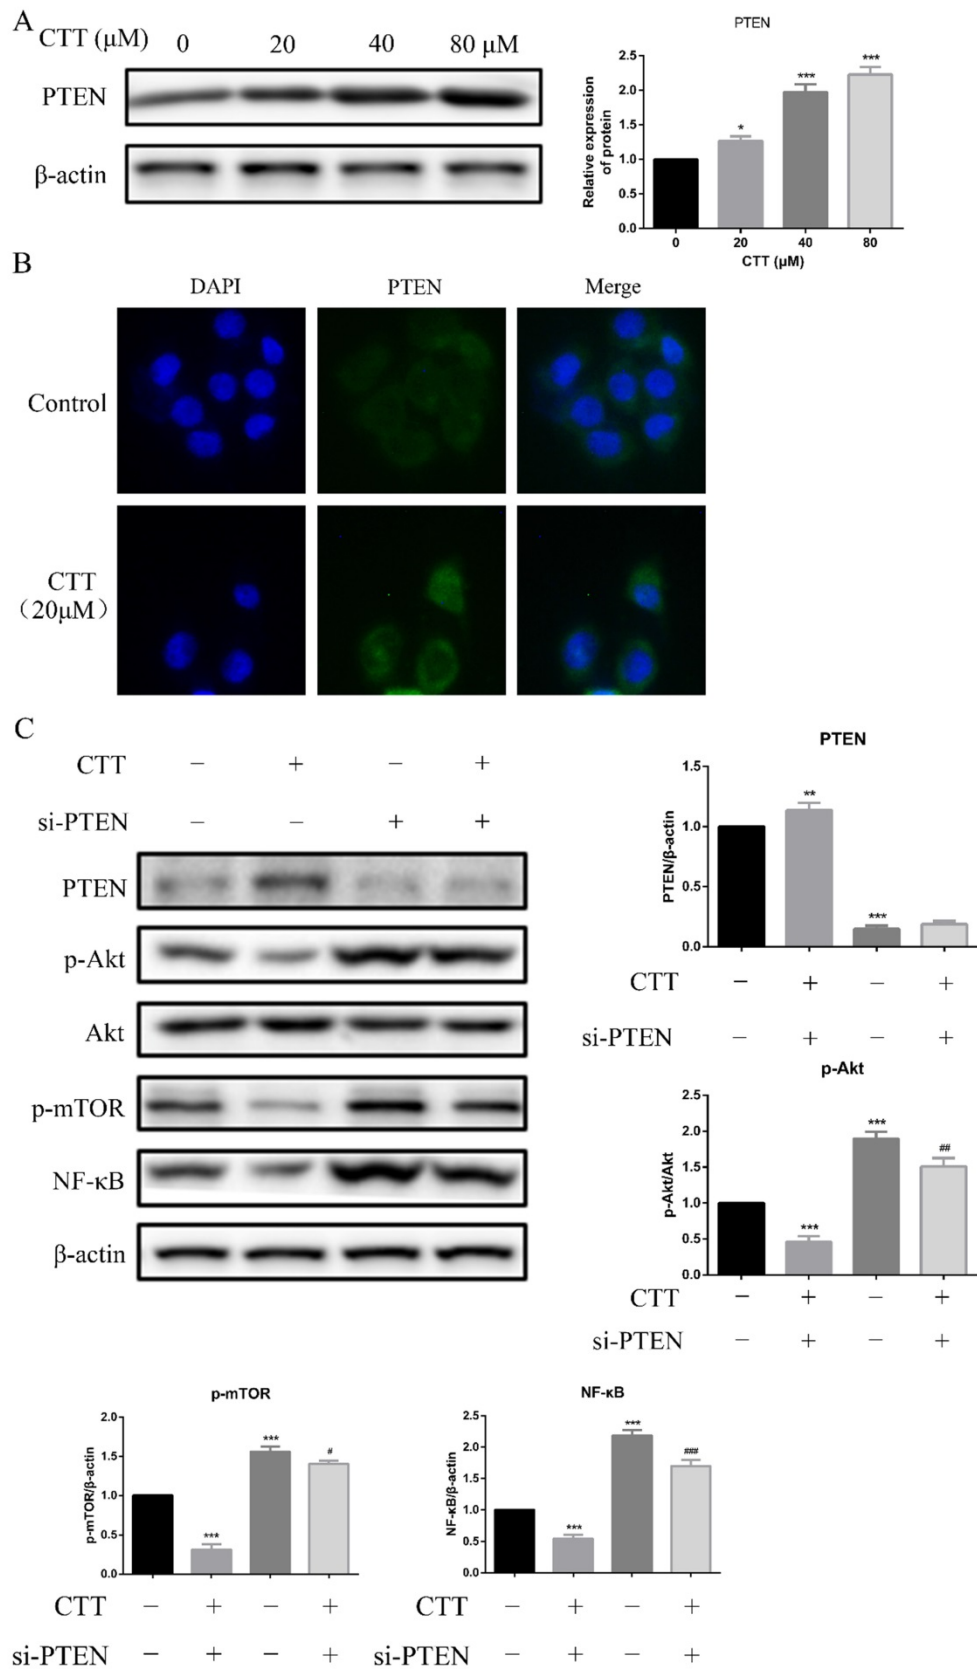 A
CTT (μM) 0 20 40 80 μM
PTEN
β-actin
PTEN
Relative expression
of protein
2.5
2.0
1.5
1.0
0.5
0.0
*
***
***
0 20 40 80
CTT (μM)
B
DAPI PTEN Merge
Control
CTT
(20μM)
C
CTT − + − +
si-PTEN − − + +
PTEN
p-Akt
Akt
p-mTOR
NF-κB
β-actin
PTEN
PTEN/β-actin
1.5
1.0
0.5
0.0
**
***
CTT − + − +
si-PTEN − + − +
p-Akt
p-Akt/Akt
2.5
2.0
1.5
1.0
0.5
0.0
***
***
##
CTT − + − +
si-PTEN − + − +
p-mTOR
p-mTOR/β-actin
2.0
1.5
1.0
0.5
0.0
***
***
#
CTT − + − +
si-PTEN − + − +
NF-κB
NF-κB/β-actin
2.5
2.0
1.5
1.0
0.5
0.0
***
***
###
CTT − + − +
si-PTEN − + − +